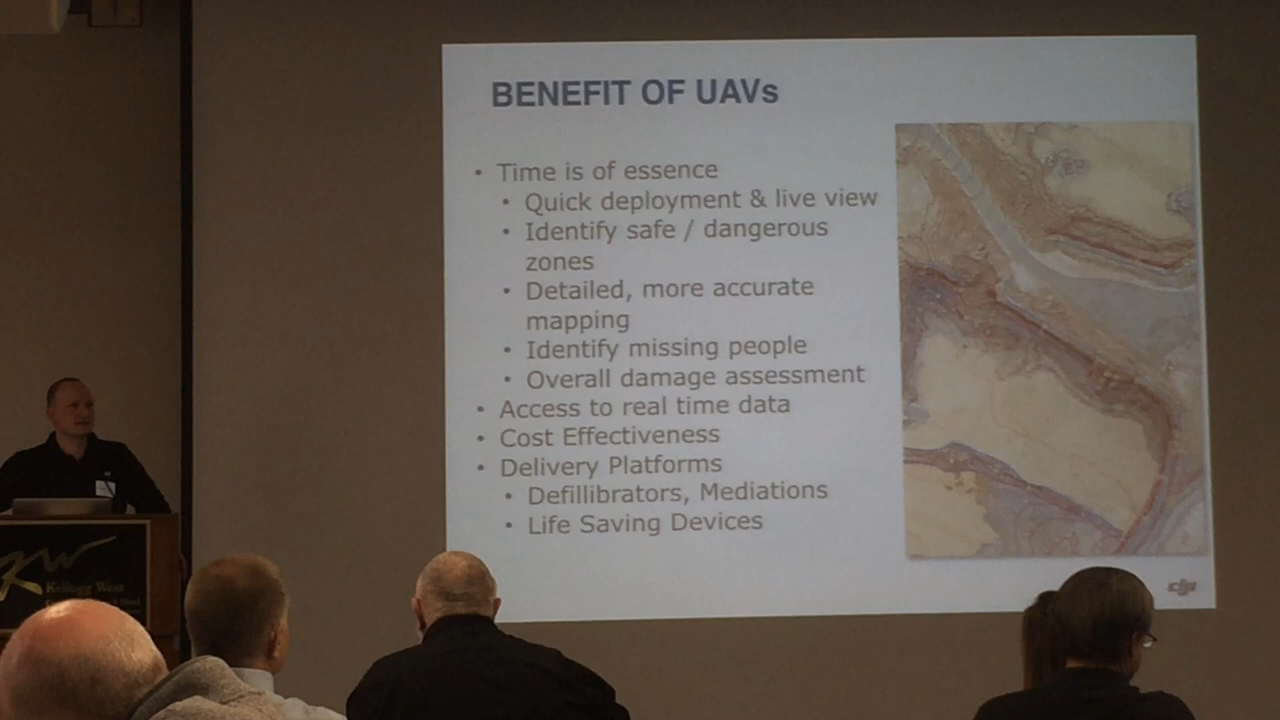 BENEFIT OF UAVs
• Time is of essence
• Quick deployment & live view
• Identify safe / dangerous
zones
• Detailed, more accurate
mapping
• Identify missing people
• Overall damage assessment
• Access to real time data
• Cost Effectiveness
• Delivery Platforms
• Defillibrators, Mediations
• Life Saving Devices
dji
Kellogg West